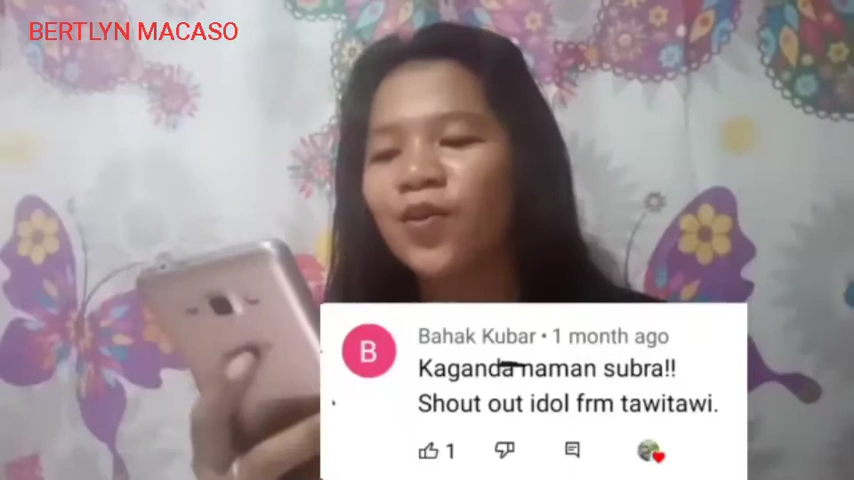 BERTLYN MACASO
B
Bahak Kubar • 1 month ago
Kaganda naman subra!!
Shout out idol frm tawitawi.
1